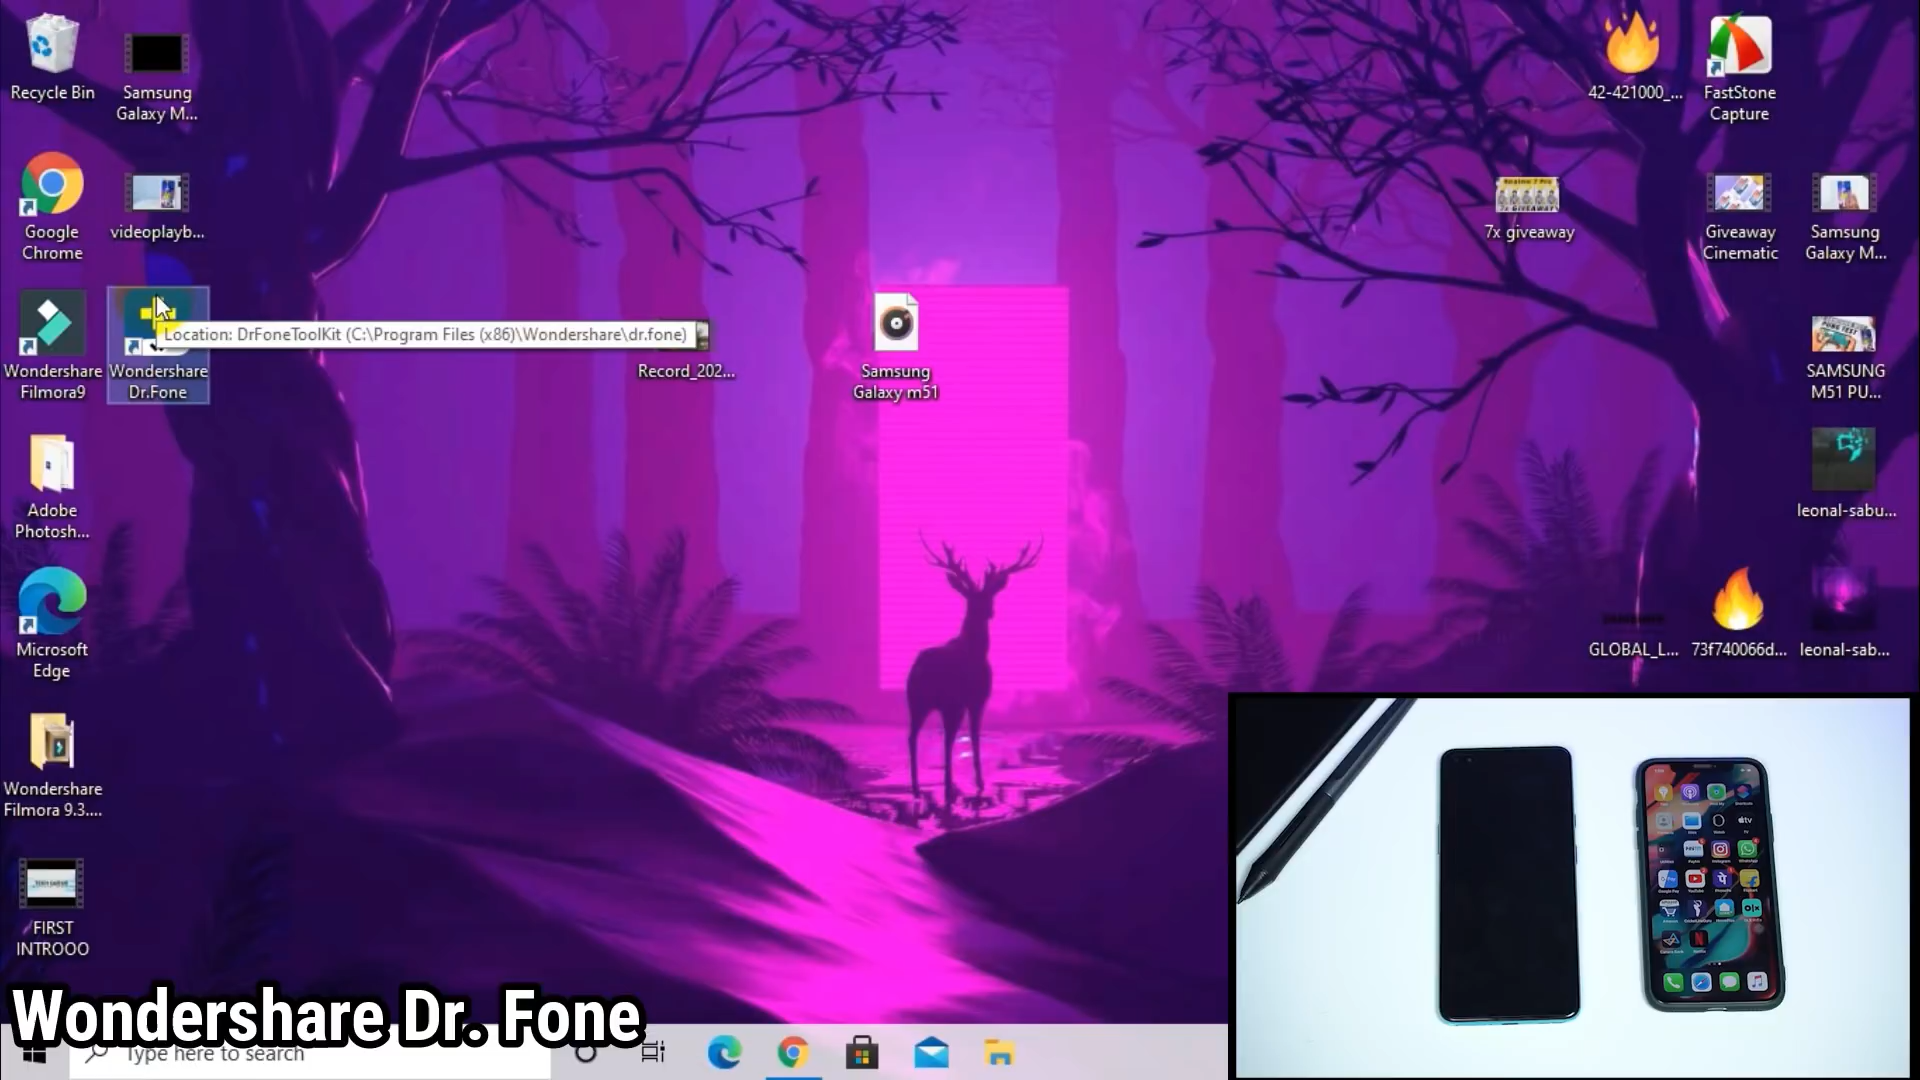 Recycle Bin
Samsung
Galaxy M...
42-421000_...
FastStone
Capture
Google
Chrome
videoplayb...
7x giveaway
Giveaway
Cinematic
Samsung
Galaxy M...
Location: DrFoneToolKit (C:\Program Files (x86)\Wondershare\dr.fone)
Wondershare
Filmora9
Wondershare
Dr.Fone
Record_202...
Samsung
Galaxy m51
SAMSUNG
M51 PU...
Adobe
Photosh...
leonal-sabu...
Microsoft
Edge
GLOBAL_L...
73f740066d...
leonal-sab...
Wondershare
Filmora 9.3....
FIRST
INTROOO
Wondershare Dr. Fone
Type here to search